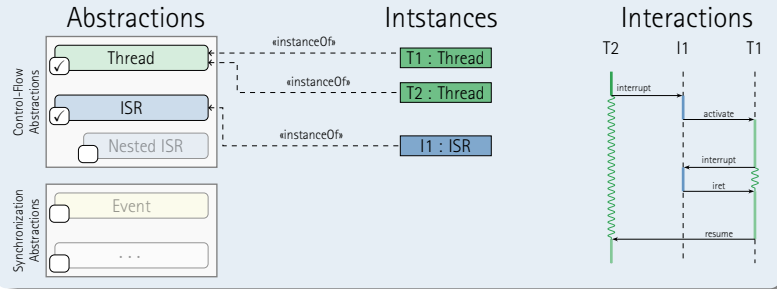 Abstractions
Intstances
Interactions
Control-Flow
Abstractions
Thread
ISR
Nested ISR
Synchronization
Abstractions
Event
. . .
«instanceOf»
«instanceOf»
«instanceOf»
T1 : Thread
T2 : Thread
I1 : ISR
T2 I1 T1
interrupt
activate
interrupt
iret
resume